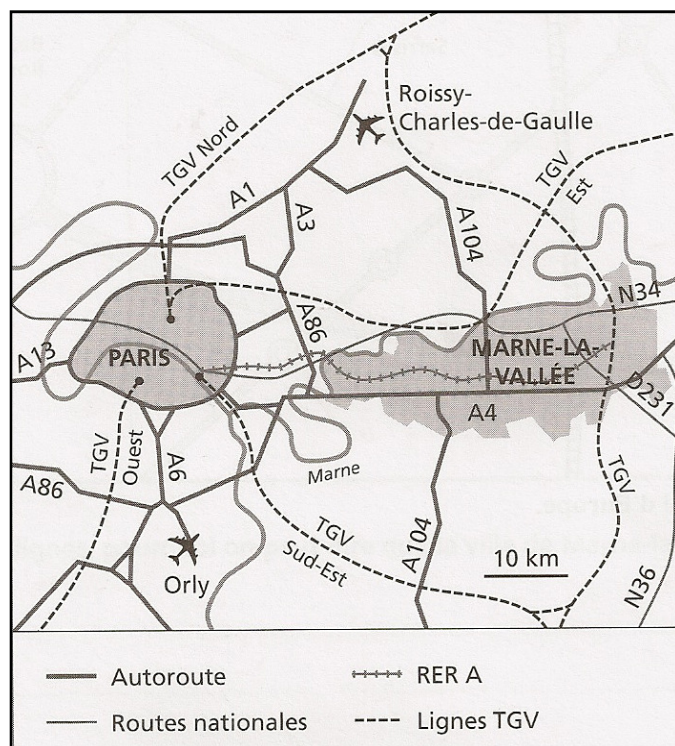 Roissy-
Charles-de-Gaulle
TGV Nord
TGV
Est
A1
A3
A104
N34
A86
A13
PARIS
MARNE-LA-
VALLÉE
D231
A4
TGV
Ouest
A6
Marne
A86
TGV
Sud-Est
A104
TGV
10 km
N36
Orly
Autoroute
RER A
Routes nationales
Lignes TGV